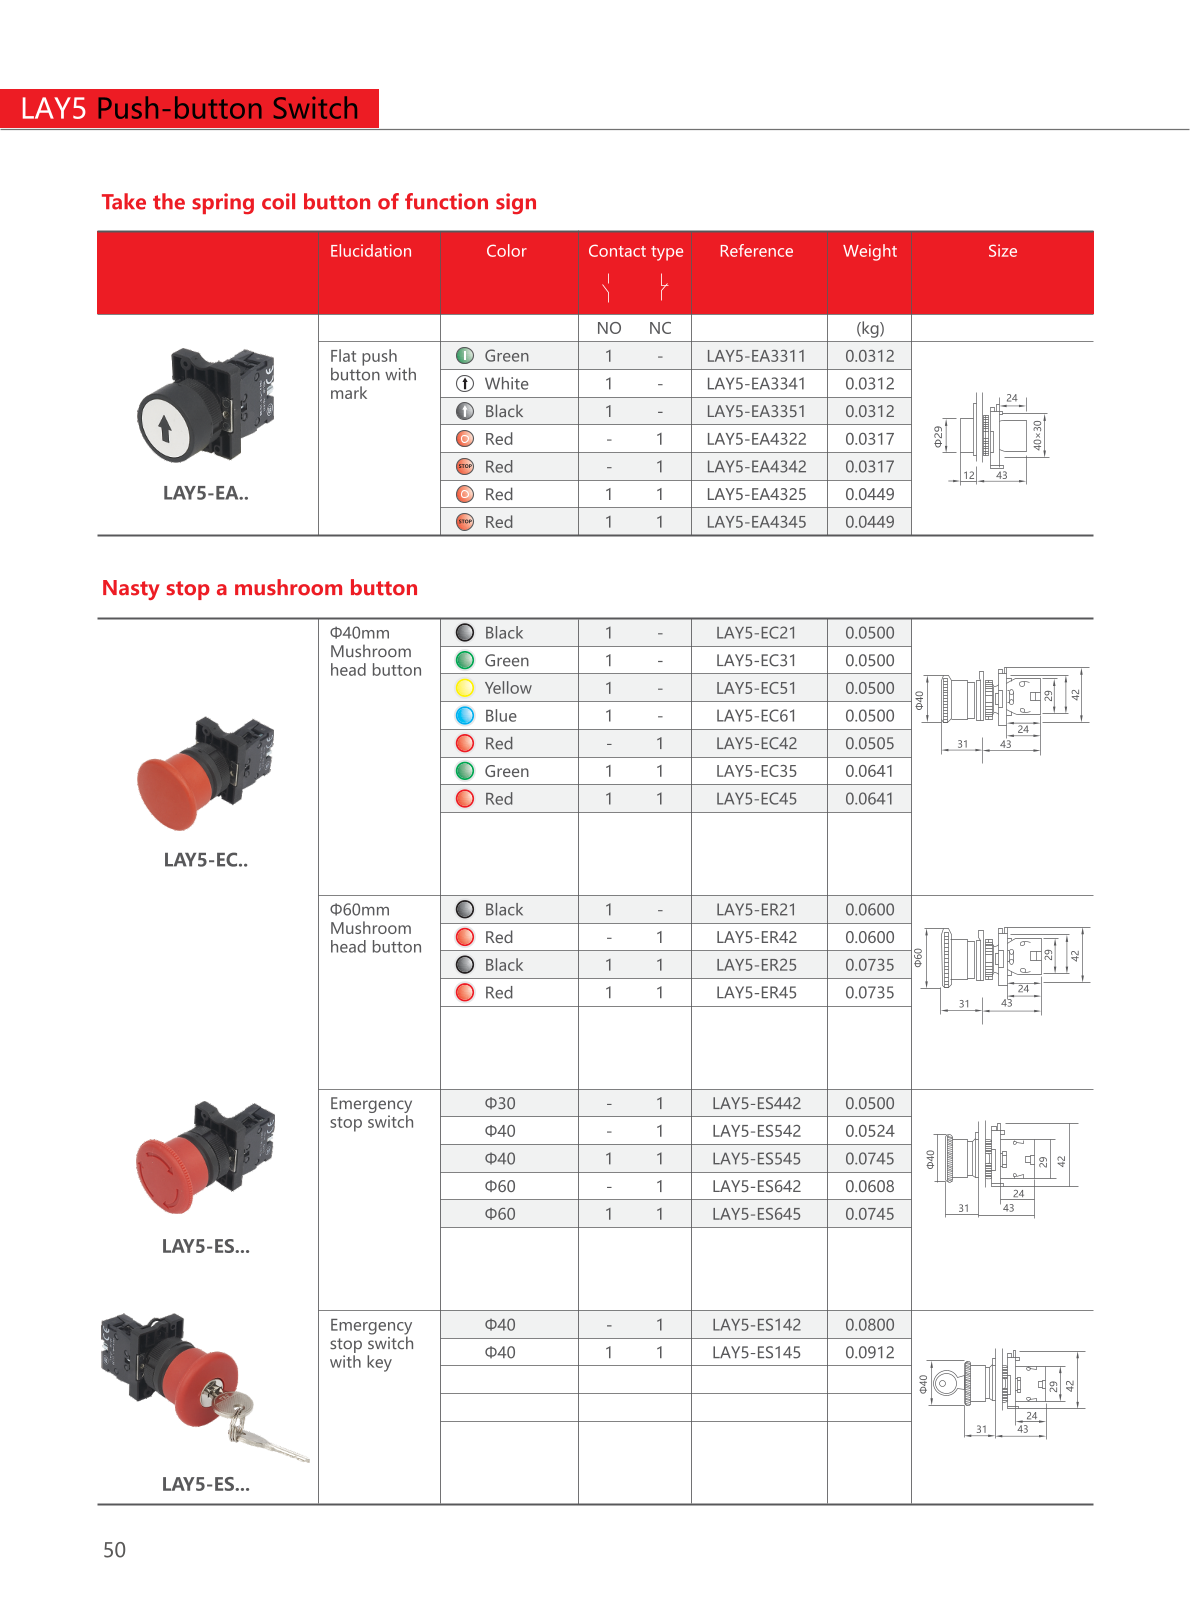 LAY5 Push-button Switch
Take the spring coil button of function sign
Elucidation Color Contact type Reference Weight Size
NO NC (kg)
Flat push button with mark
Green 1 - LAY5-EA3311 0.0312
White 1 - LAY5-EA3341 0.0312
Black 1 - LAY5-EA3351 0.0312
Red - 1 LAY5-EA4322 0.0317
STOP Red - 1 LAY5-EA4342 0.0317
Red 1 1 LAY5-EA4325 0.0449
STOP Red 1 1 LAY5-EA4345 0.0449
24
Φ29
40×30
12 43
LAY5-EA..
Nasty stop a mushroom button
Φ40mm
Mushroom
head button
Black 1 - LAY5-EC21 0.0500
Green 1 - LAY5-EC31 0.0500
Yellow 1 - LAY5-EC51 0.0500
Blue 1 - LAY5-EC61 0.0500
Red - 1 LAY5-EC42 0.0505
Green 1 1 LAY5-EC35 0.0641
Red 1 1 LAY5-EC45 0.0641
Φ40
29
42
24
31 43
LAY5-EC..
Φ60mm
Mushroom
head button
Black 1 - LAY5-ER21 0.0600
Red - 1 LAY5-ER42 0.0600
Black 1 1 LAY5-ER25 0.0735
Red 1 1 LAY5-ER45 0.0735
Φ60
29
42
24
31 43
Emergency
stop switch
Φ30 - 1 LAY5-ES442 0.0500
Φ40 - 1 LAY5-ES542 0.0524
Φ40 1 1 LAY5-ES545 0.0745
Φ60 - 1 LAY5-ES642 0.0608
Φ60 1 1 LAY5-ES645 0.0745
Φ40
29
42
24
31 43
LAY5-ES...
Emergency
stop switch
with key
Φ40 - 1 LAY5-ES142 0.0800
Φ40 1 1 LAY5-ES145 0.0912
Φ40
29
42
24
31 43
LAY5-ES...
50